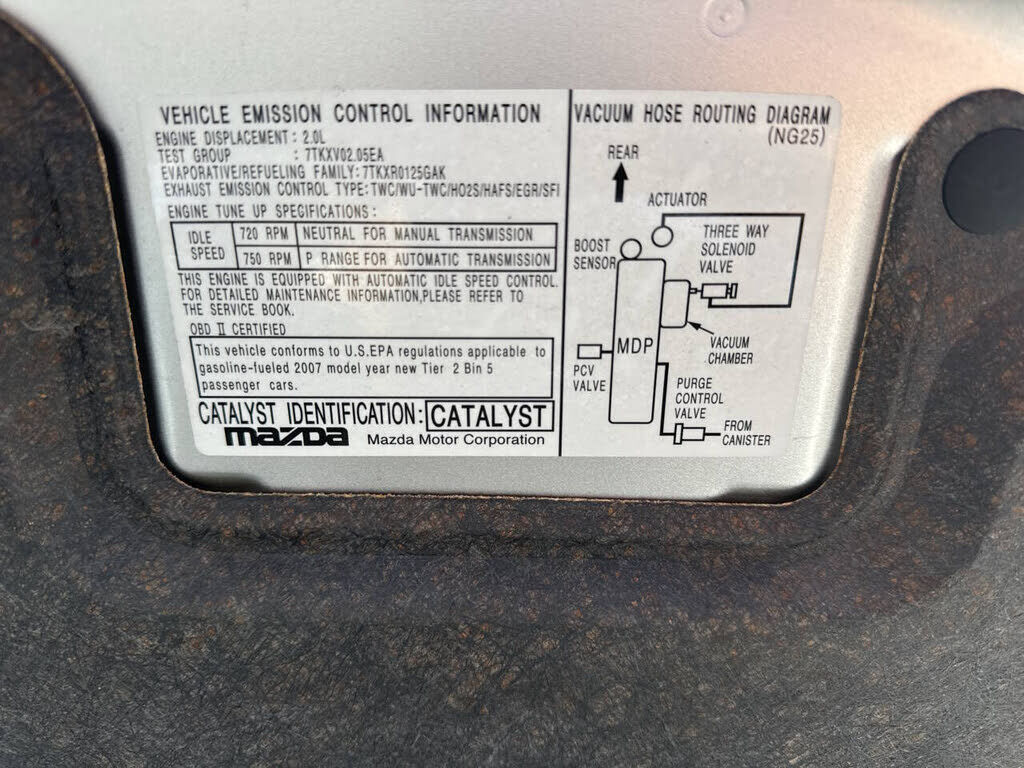 VEHICLE EMISSION CONTROL INFORMATION
ENGINE DISPLACEMENT : 2.0L
TEST GROUP : 7TKXV02.05EA
EVAPORATIVE/REFUELING FAMILY: 7TKXR0125GAK
EXHAUST EMISSION CONTROL TYPE: TWC/WU-TWC/HO2S/HAFS/EGR/SFI
ENGINE TUNE UP SPECIFICATIONS :
IDLE SPEED
720 RPM NEUTRAL FOR MANUAL TRANSMISSION
750 RPM P RANGE FOR AUTOMATIC TRANSMISSION
THIS ENGINE IS EQUIPPED WITH AUTOMATIC IDLE SPEED CONTROL.
FOR DETAILED MAINTENANCE INFORMATION,PLEASE REFER TO
THE SERVICE BOOK.
OBD II CERTIFIED
This vehicle conforms to U.S.EPA regulations applicable to
gasoline-fueled 2007 model year new Tier 2 Bin 5
passenger cars.
CATALYST IDENTIFICATION: CATALYST
mazda Mazda Motor Corporation
VACUUM HOSE ROUTING DIAGRAM
(NG25)
REAR
ACTUATOR
BOOST
SENSOR
THREE WAY
SOLENOID
VALVE
MDP
VACUUM
CHAMBER
PCV
VALVE
PURGE
CONTROL
VALVE
FROM
CANISTER